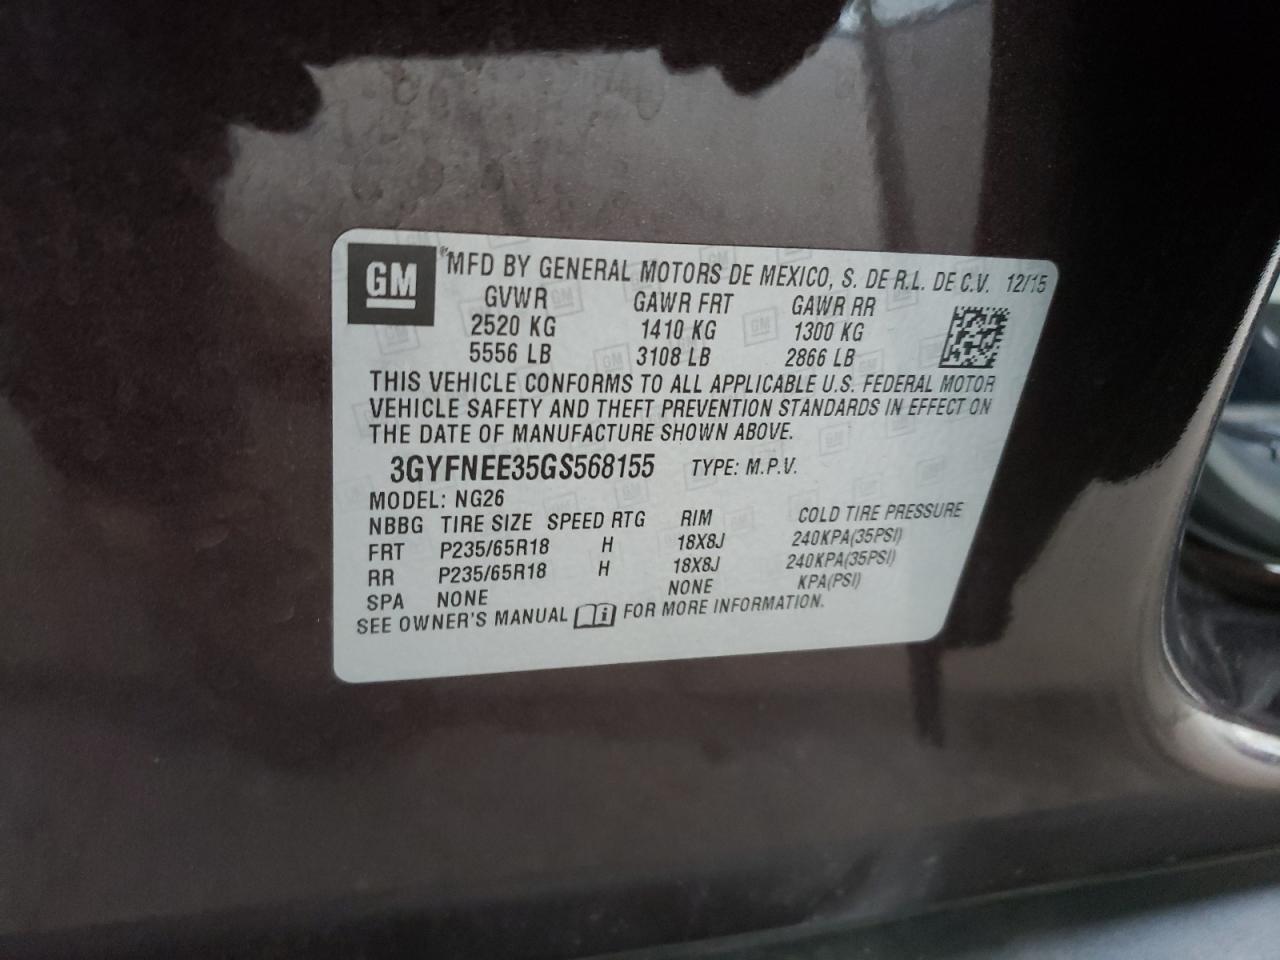 GM ® MFD BY GENERAL MOTORS DE MEXICO, S. DE R.L. DE C.V. 12/15
GVWR GAWR FRT GAWR RR
2520 KG 1410 KG 1300 KG
5556 LB 3108 LB 2866 LB
THIS VEHICLE CONFORMS TO ALL APPLICABLE U.S. FEDERAL MOTOR
VEHICLE SAFETY AND THEFT PREVENTION STANDARDS IN EFFECT ON
THE DATE OF MANUFACTURE SHOWN ABOVE.
3GYFNEE35GS568155 TYPE: M.P.V.
MODEL: NG26
NBBG TIRE SIZE SPEED RTG RIM COLD TIRE PRESSURE
FRT P235/65R18 H 18X8J 240KPA(35PSI)
RR P235/65R18 H 18X8J 240KPA(35PSI)
SPA NONE NONE KPA(PSI)
SEE OWNER'S MANUAL i FOR MORE INFORMATION.